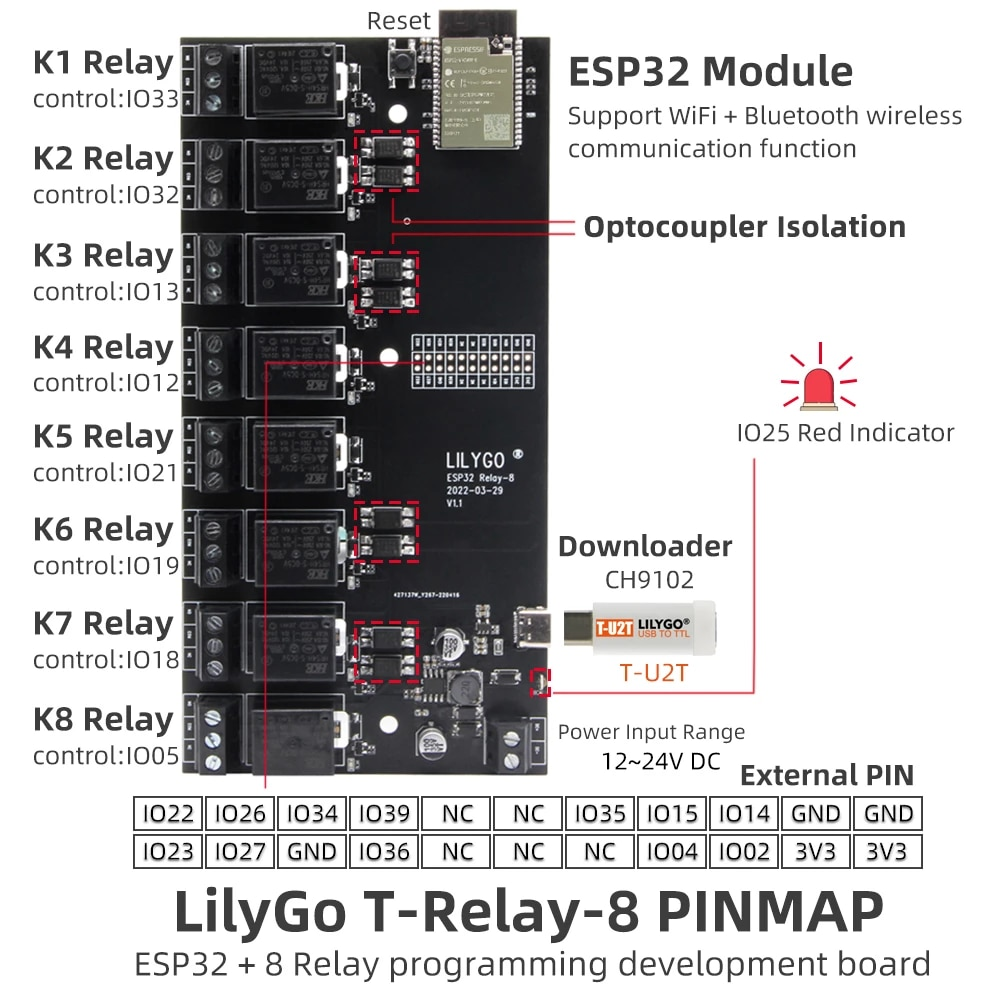 Reset
K1 Relay
control:IO33
ESP32 Module
Support WiFi + Bluetooth wireless
communication function
K2 Relay
control:IO32
Optocoupler Isolation
K3 Relay
control:IO13
K4 Relay
control:IO12
K5 Relay
control:IO21
IO25 Red Indicator
LILYGO ®
ESP32 Relay-8
2022-03-29
V1.1
K6 Relay
control:IO19
Downloader
CH9102
427137W_Y267-220416
T-U2T LILYGO®
USB TO TTL
T-U2T
K7 Relay
control:IO18
K8 Relay
control:IO05
Power Input Range
12~24V DC
External PIN
IO22 IO26 IO34 IO39 NC NC IO35 IO15 IO14 GND GND
IO23 IO27 GND IO36 NC NC NC IO04 IO02 3V3 3V3
LilyGo T-Relay-8 PINMAP
ESP32 + 8 Relay programming development board